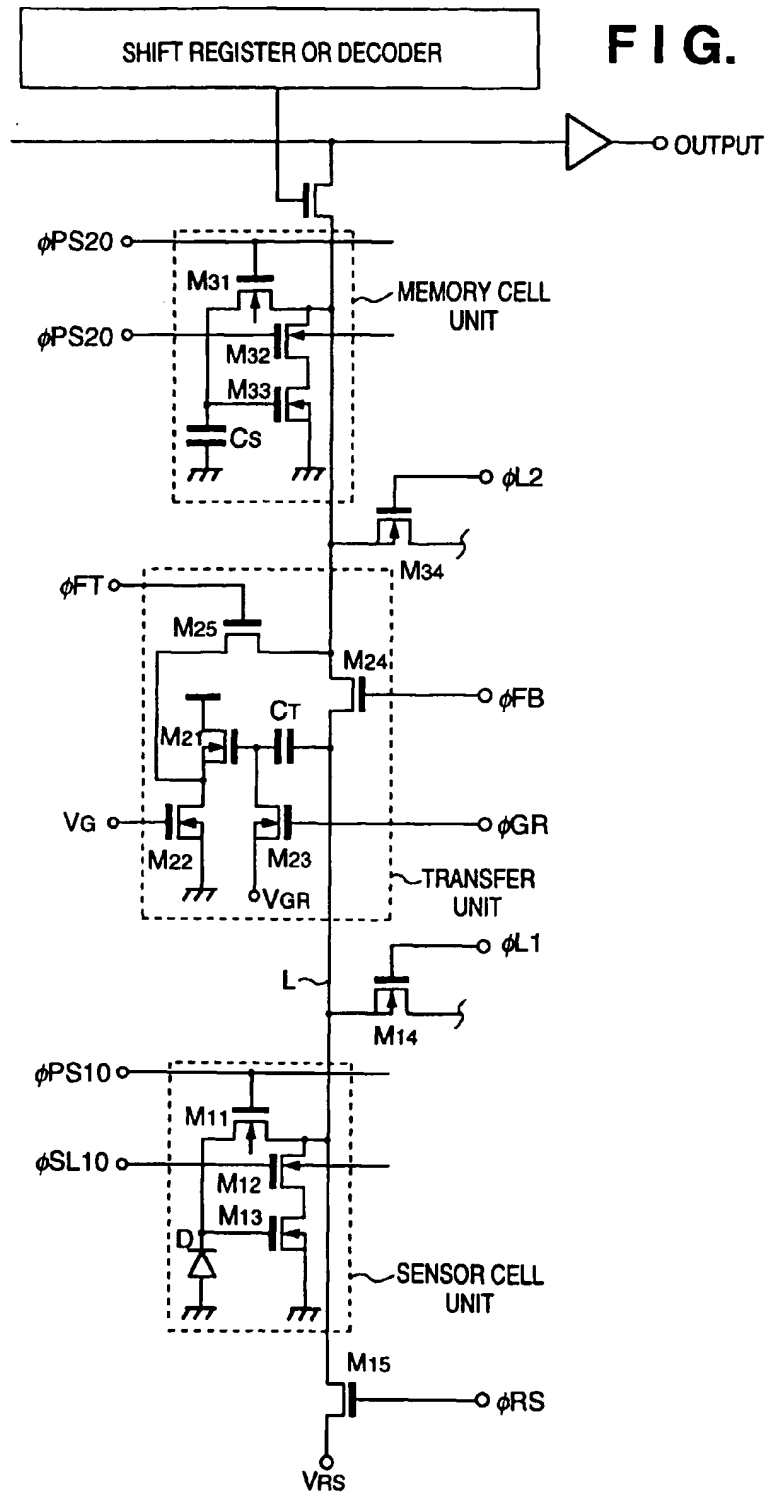 FIG.
SHIFT REGISTER OR DECODER
OUTPUT
φPS20
M31
MEMORY CELL
UNIT
φPS20
M32
M33
CS
φL2
M34
φFT
M25
M24
φFB
CT
M21
VG
φGR
M22
M23
VGR
TRANSFER
UNIT
φL1
L
M14
φPS10
M11
φSL10
M12
M13
D
SENSOR CELL
UNIT
M15
φRS
VRS